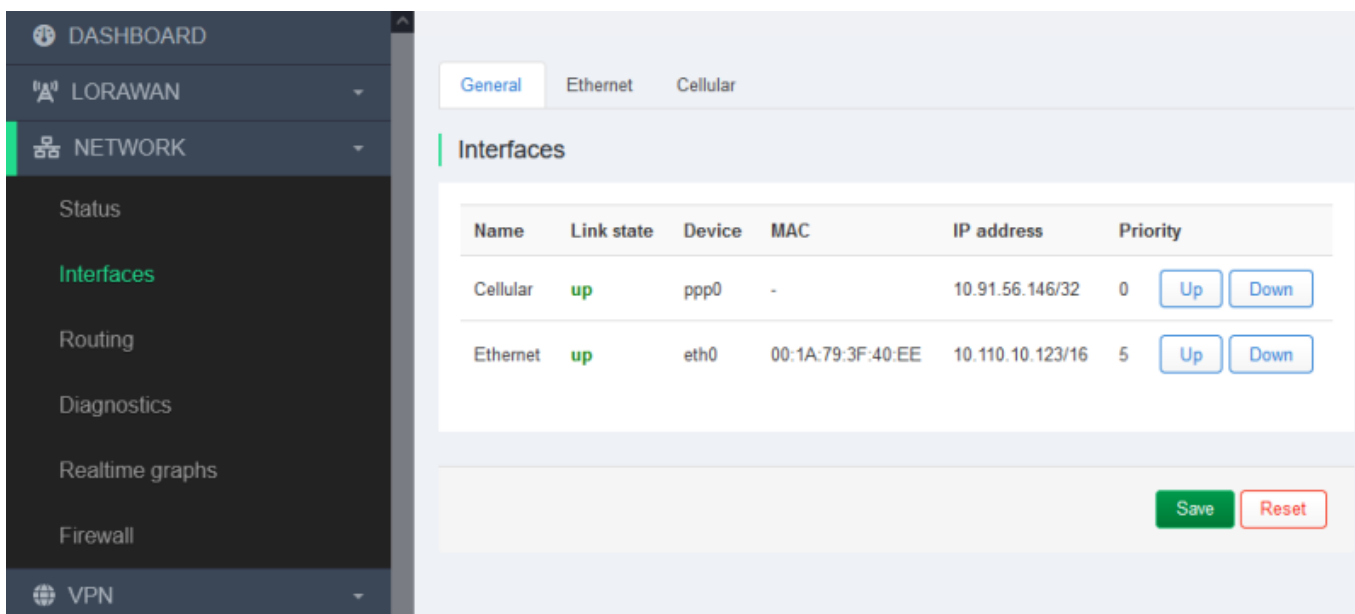 DASHBOARD
LORAWAN
NETWORK
Status
Interfaces
Routing
Diagnostics
Realtime graphs
Firewall
VPN
General Ethernet Cellular
Interfaces
Name Link state Device MAC IP address Priority
Cellular up ppp0 - 10.91.56.146/32 0 Up Down
Ethernet up eth0 00:1A:79:3F:40:EE 10.110.10.123/16 5 Up Down
Save Reset